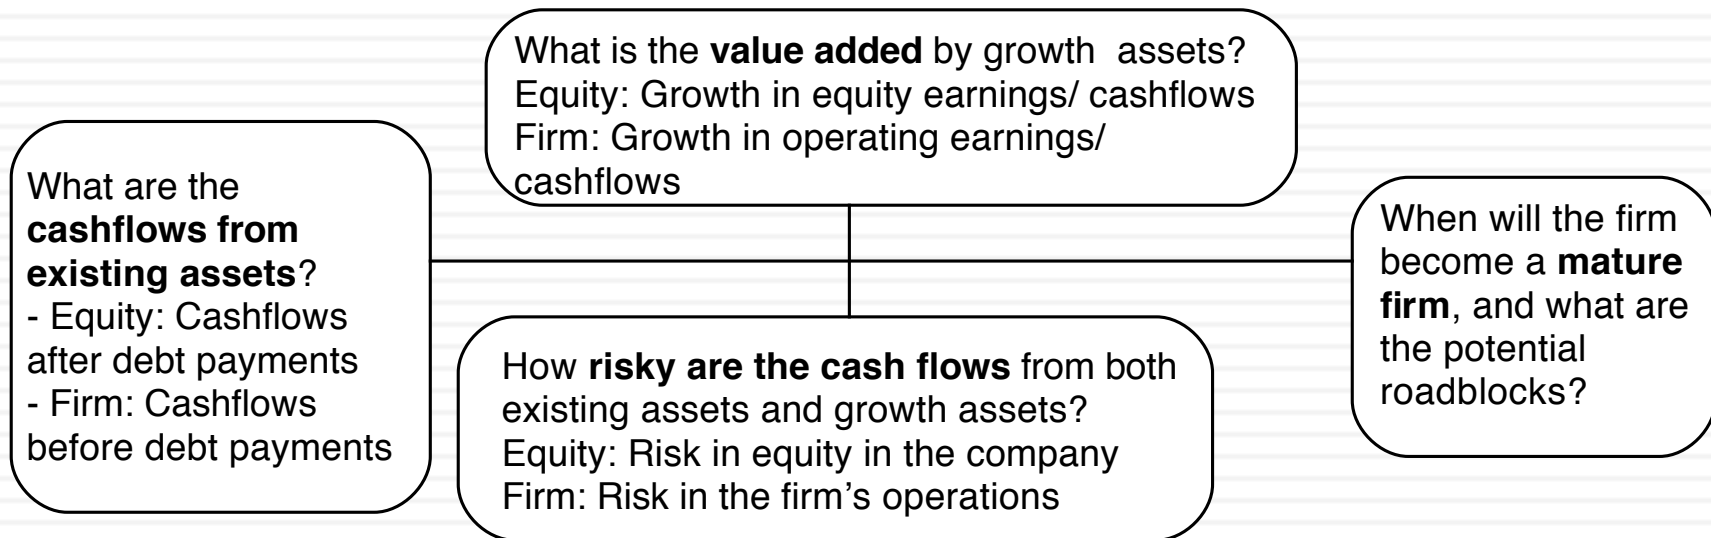 What is the value added by growth assets?
Equity: Growth in equity earnings/ cashflows
Firm: Growth in operating earnings/
cashflows
What are the
cashflows from
existing assets?
- Equity: Cashflows
after debt payments
- Firm: Cashflows
before debt payments
When will the firm
become a mature
firm, and what are
the potential
roadblocks?
How risky are the cash flows from both
existing assets and growth assets?
Equity: Risk in equity in the company
Firm: Risk in the firm's operations